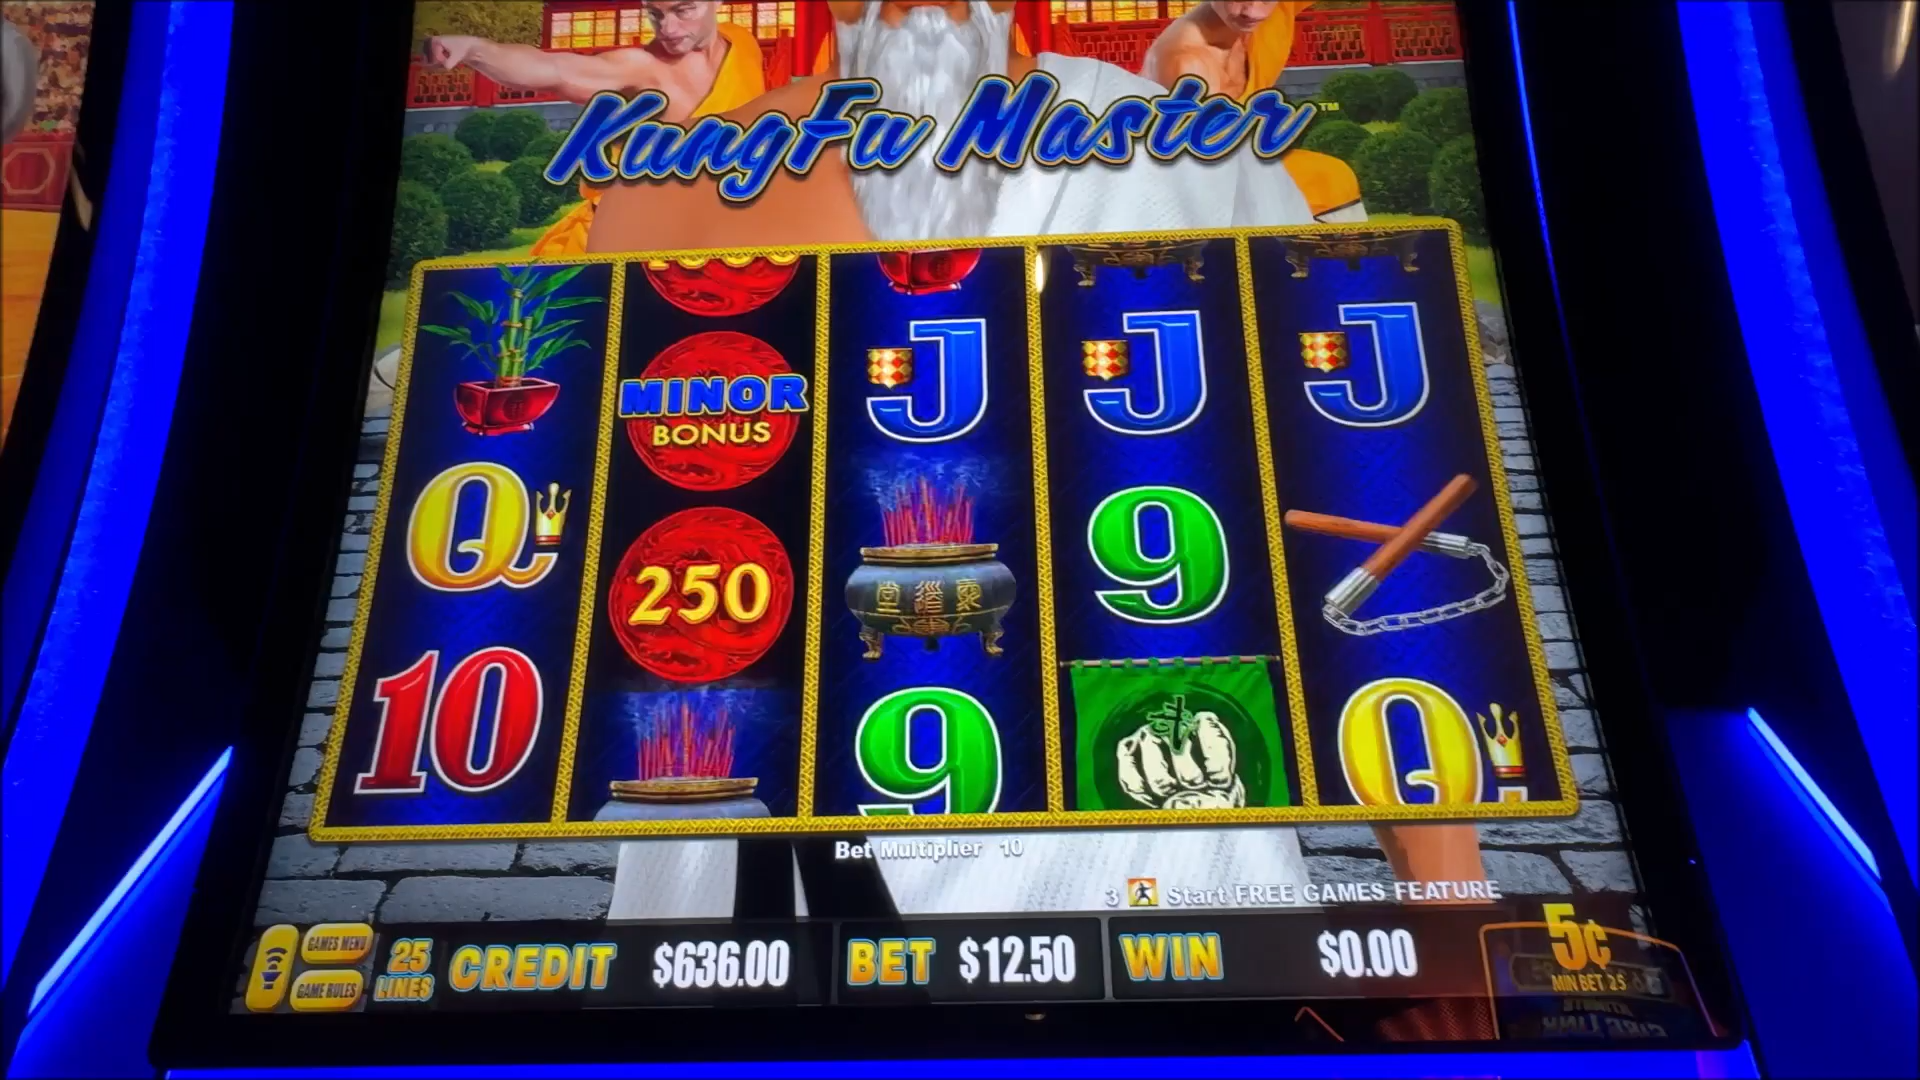 KungFu Master™
MINOR
BONUS
J
J
J
Q
250
9
10
9
Q
Bet Multiplier 10
3 Start FREE GAMES FEATURE
GAMES MENU
GAME RULES
25
LINES
CREDIT $636.00
BET $12.50
WIN $0.00
5¢
MIN BET 25